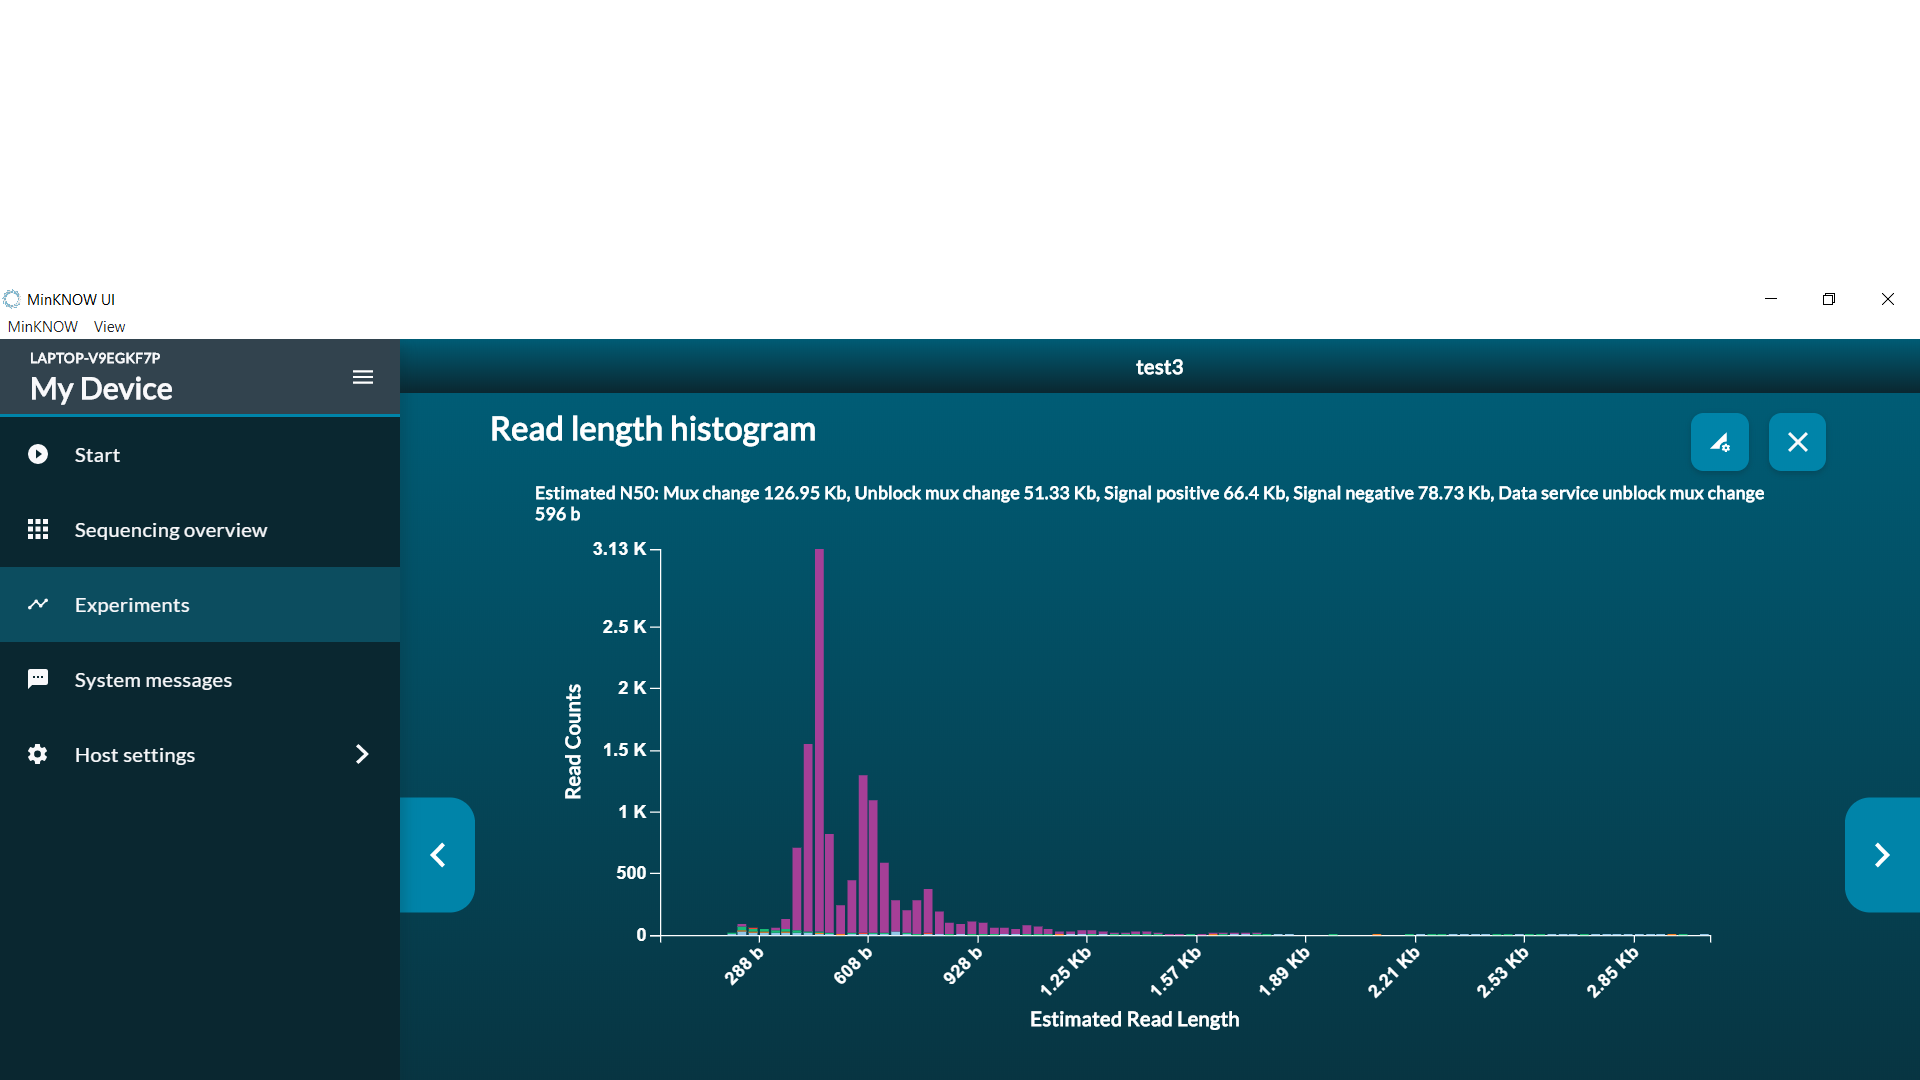 MinKNOW UI
MinKNOW View
LAPTOP-V9EGKF7P
My Device
Start
Sequencing overview
Experiments
System messages
Host settings
test3
Read length histogram
Estimated N50: Mux change 126.95 Kb, Unblock mux change 51.33 Kb, Signal positive 66.4 Kb, Signal negative 78.73 Kb, Data service unblock mux change
596 b
3.13 K
2.5 K
2 K
1.5 K
1 K
500
0
Read Counts
288 b
608 b
928 b
1.25 Kb
1.57 Kb
1.89 Kb
2.21 Kb
2.53 Kb
2.85 Kb
Estimated Read Length